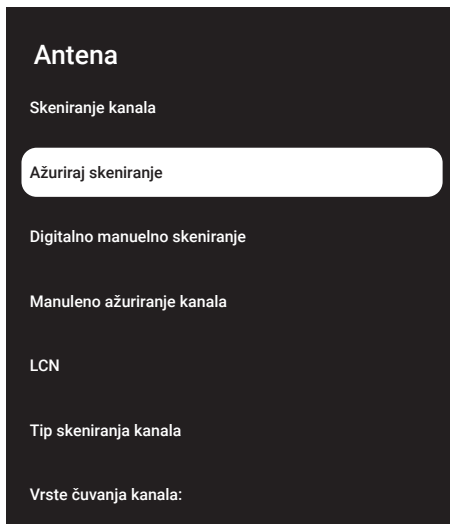 Antena
Skeniranje kanala
Ažuriraj skeniranje
Digitalno manuelno skeniranje
Manuleno ažuriranje kanala
LCN
Tip skeniranja kanala
Vrste čuvanja kanala: